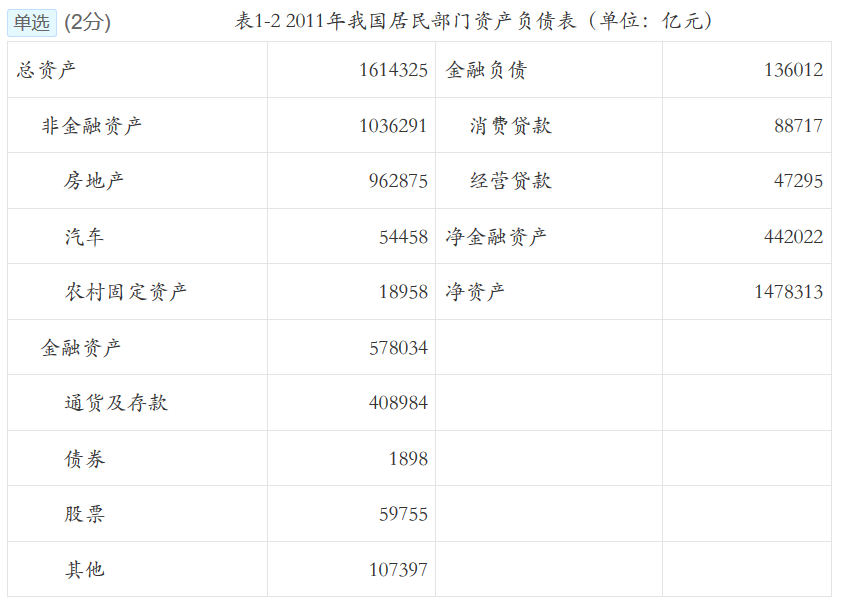 单选 (2分) 表1-2 2011年我国居民部门资产负债表（单位：亿元）
总资产 1614325 金融负债 136012
非金融资产 1036291 消费贷款 88717
房地产 962875 经营贷款 47295
汽车 54458 净金融资产 442022
农村固定资产 18958 净资产 1478313
金融资产 578034
通货及存款 408984
债券 1898
股票 59755
其他 107397